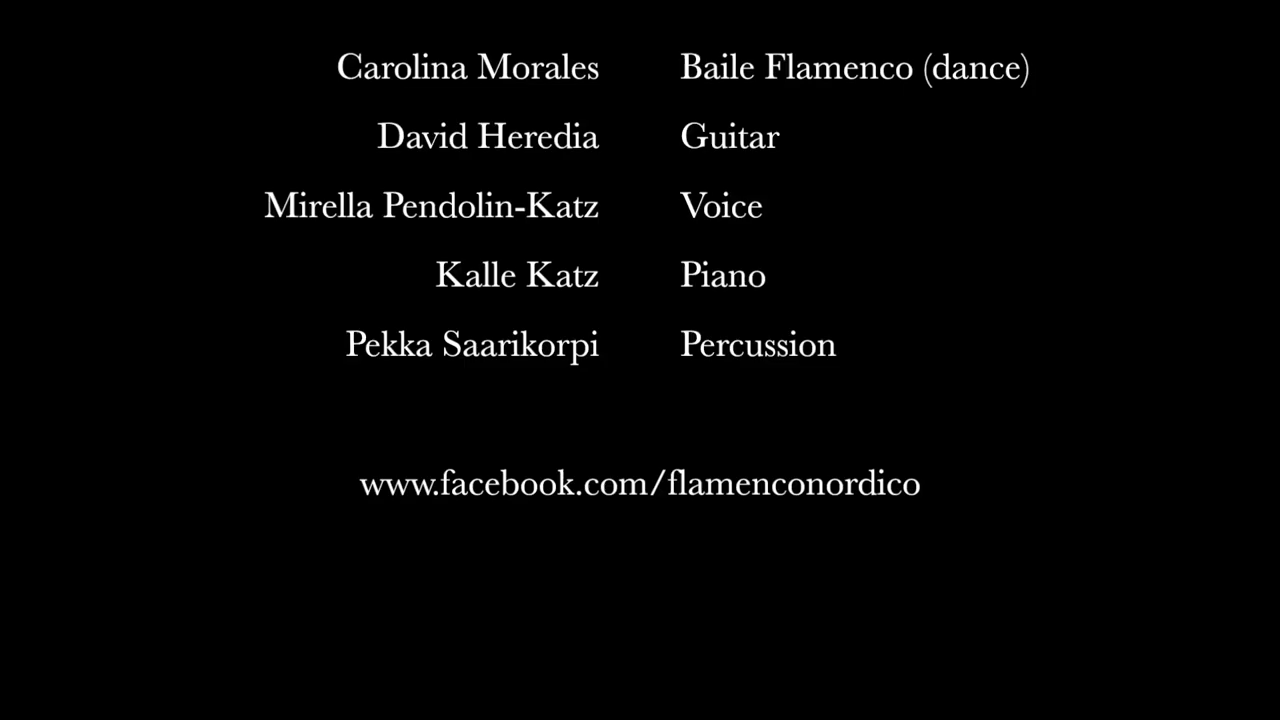 Carolina Morales Baile Flamenco (dance)
David Heredia Guitar
Mirella Pendolin-Katz Voice
Kalle Katz Piano
Pekka Saarikorpi Percussion
www.facebook.com/flamenconordico